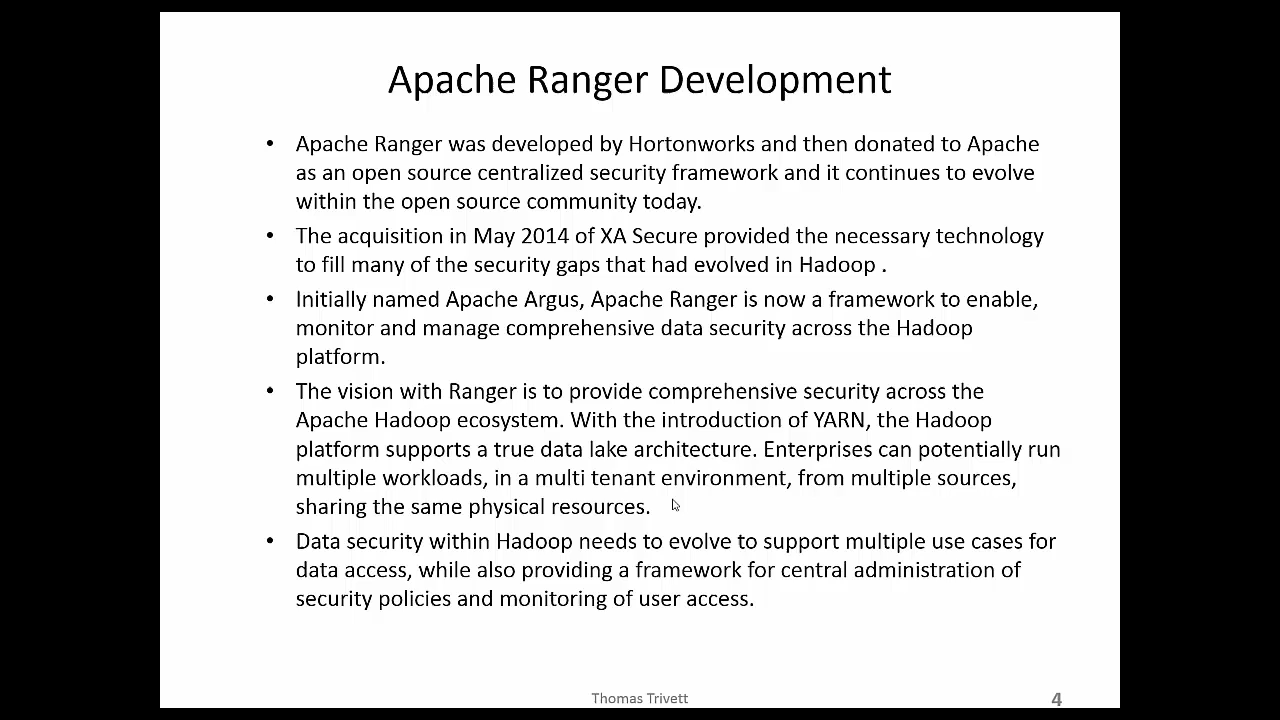 Apache Ranger Development
• Apache Ranger was developed by Hortonworks and then donated to Apache
as an open source centralized security framework and it continues to evolve
within the open source community today.
• The acquisition in May 2014 of XA Secure provided the necessary technology
to fill many of the security gaps that had evolved in Hadoop .
• Initially named Apache Argus, Apache Ranger is now a framework to enable,
monitor and manage comprehensive data security across the Hadoop
platform.
• The vision with Ranger is to provide comprehensive security across the
Apache Hadoop ecosystem. With the introduction of YARN, the Hadoop
platform supports a true data lake architecture. Enterprises can potentially run
multiple workloads, in a multi tenant environment, from multiple sources,
sharing the same physical resources.
• Data security within Hadoop needs to evolve to support multiple use cases for
data access, while also providing a framework for central administration of
security policies and monitoring of user access.
Thomas Trivett
4